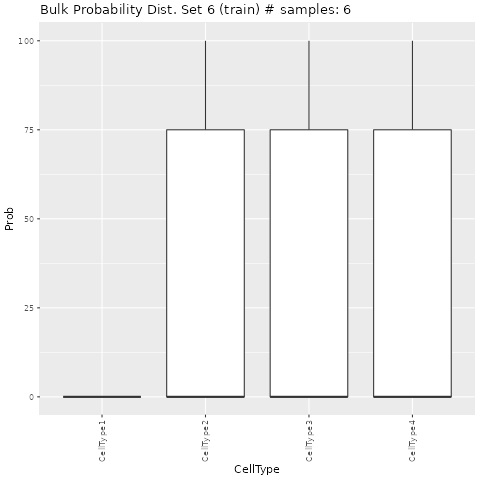 Bulk Probability Dist. Set 6 (train) # samples: 6
Prob
100
75
50
25
0
CellType1
CellType2
CellType3
CellType4
CellType